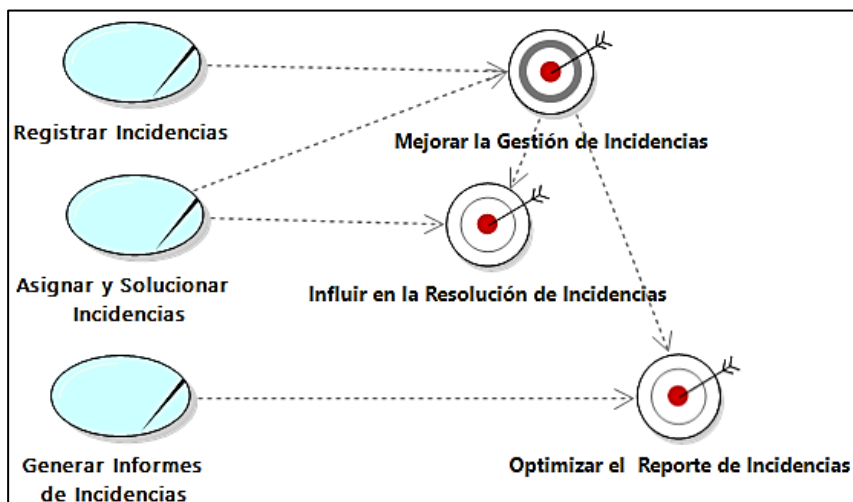 Registrar Incidencias
Mejorar la Gestión de Incidencias
Asignar y Solucionar
Incidencias
Influir en la Resolución de Incidencias
Generar Informes
de Incidencias
Optimizar el Reporte de Incidencias